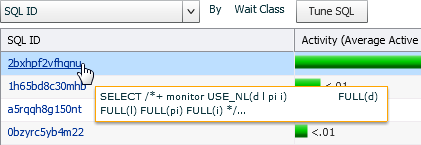 SQL ID By Wait Class Tune SQL
SQL ID Activity (Average Active
2bxhpf2vfhqnu
1h65bd8c30mhb <.01
SELECT /*+ monitor USE_NL(d l pi i) FULL(d)
FULL(l) FULL(pi) FULL(i) */...
a5rqqh8g150nt
0bzyrc5yb4m22 <.01